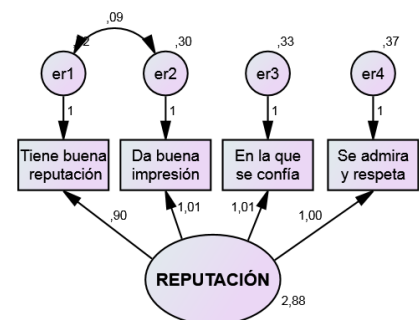 ,09
,30
,33
,37
er1
er2
er3
er4
1
1
1
1
Tiene buena
reputación
Da buena
impresión
En la que
se confía
Se admira
y respeta
,90
1,01
1,01
1,00
REPUTACIÓN
2,88